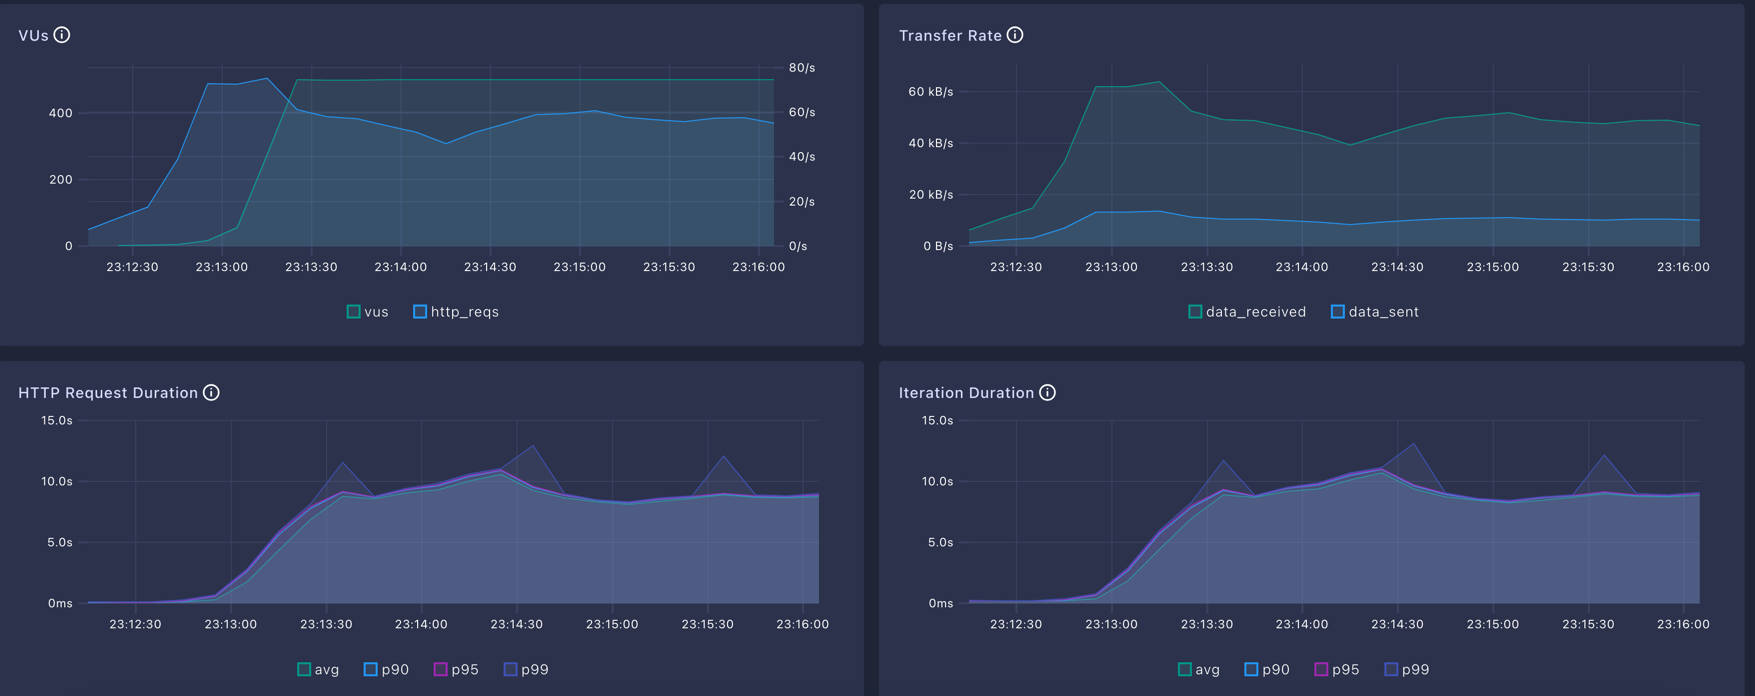 VUs
80/s
400
60/s
40/s
200
20/s
0
0/s
23:12:30 23:13:00 23:13:30 23:14:00 23:14:30 23:15:00 23:15:30 23:16:00
vus http_reqs
Transfer Rate
60 kB/s
40 kB/s
20 kB/s
0 B/s
23:12:30 23:13:00 23:13:30 23:14:00 23:14:30 23:15:00 23:15:30 23:16:00
data_received data_sent
HTTP Request Duration
15.0s
10.0s
5.0s
0ms
23:12:30 23:13:00 23:13:30 23:14:00 23:14:30 23:15:00 23:15:30 23:16:00
avg p90 p95 p99
Iteration Duration
15.0s
10.0s
5.0s
0ms
23:12:30 23:13:00 23:13:30 23:14:00 23:14:30 23:15:00 23:15:30 23:16:00
avg p90 p95 p99